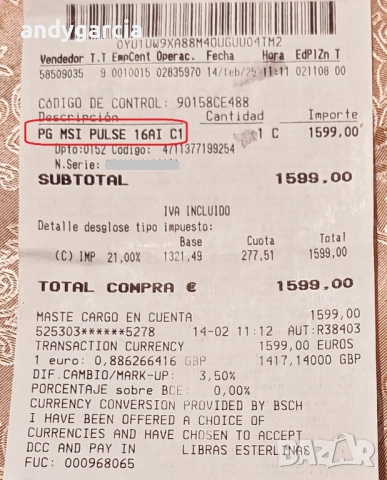 andygarcia
OYU1UW9XA88M4OUGUUO4TM2
Vendedor T.T EmpCent Operac. Fecha Hora EdPlZn T
58509035 9 0010015 02835970 14/feb/25 11:11 021108 00
CóDIGO DE CONTROL: 90158CE488
Descripción Cantidad Importe
PG MSI PULSE 16AI C1 1 C 1599,00
Dpto:0152 Código: 4711377199254
N.Serie:
SUBTOTAL 1599,00
IVA INCLUIDO
Detalle desglose tipo impuesto:
Base Cuota Total
(C) IMP 21,00% 1321,49 277,51 1599,00
TOTAL COMPRA € 1599,00
MASTE CARGO EN CUENTA 1599,00
525303******5278 14-02 11:12 AUT:R38403
TRANSACTION CURRENCY 1599,00 EUROS
1 euro: 0,886266416 GBP 1417,14000 GBP
DIF.CAMBIO/MARK-UP: 3,50%
PORCENTAJE sobre BCE: 0,00%
CURRENCY CONVERSION PROVIDED BY BSCH
I HAVE BEEN OFFERED A CHOICE OF
CURRENCIES AND HAVE CHOSEN TO ACCEPT
DCC AND PAY IN LIBRAS ESTERLINAS
FUC: 000968065
BAZAR